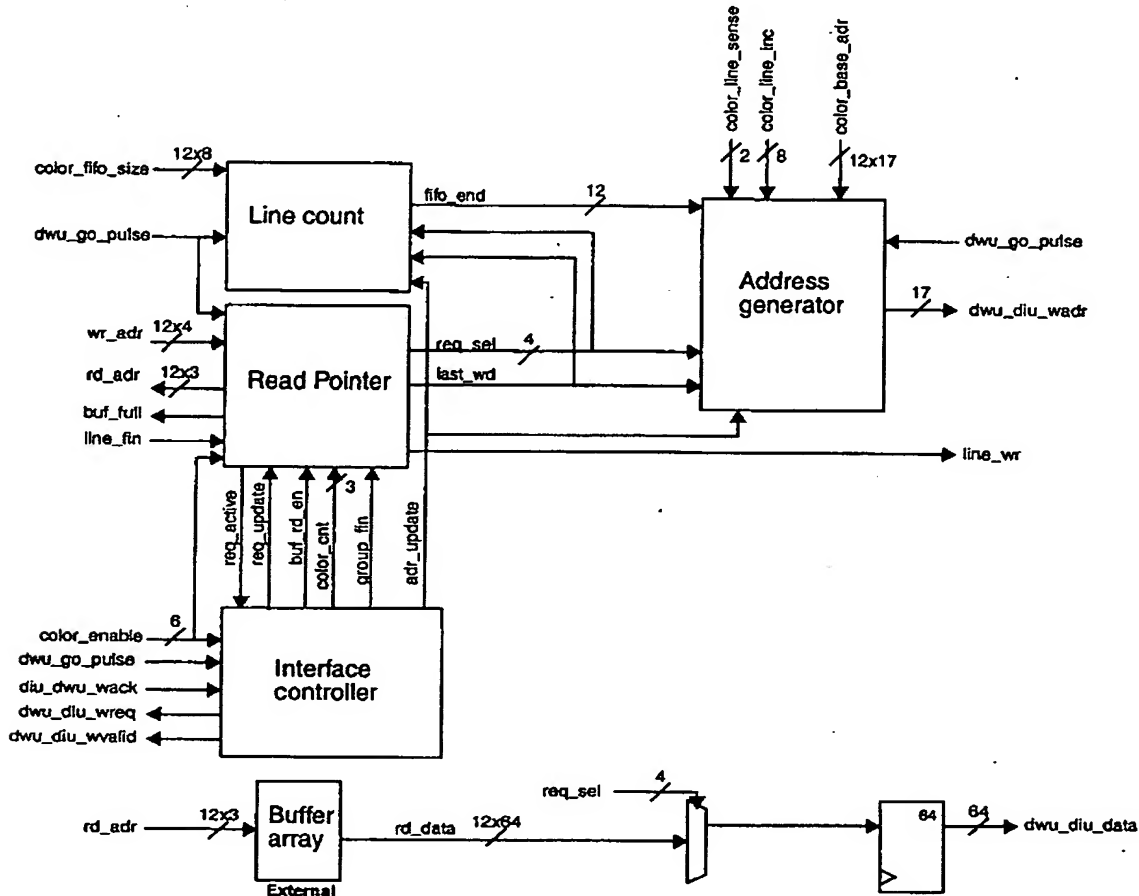 color_line_sense
color_line_inc
color_base_adr
2
8
12x17
color_fifo_size
12x8
Line count
fifo_end
12
dwu_go_pulse
Address
generator
dwu_go_pulse
17
dwu_diu_wadr
wr_adr
12x4
rd_adr
12x3
buf_full
line_fin
Read Pointer
req_sel
4
last_wd
line_wr
req_active
req_update
buf_rd_en
color_cnt
3
group_fin
adr_update
color_enable
6
dwu_go_pulse
diu_dwu_wack
dwu_diu_wreq
dwu_diu_wvalid
Interface
controller
req_sel
4
rd_adr
12x3
Buffer
array
External
rd_data
12x64
64
64
dwu_diu_data